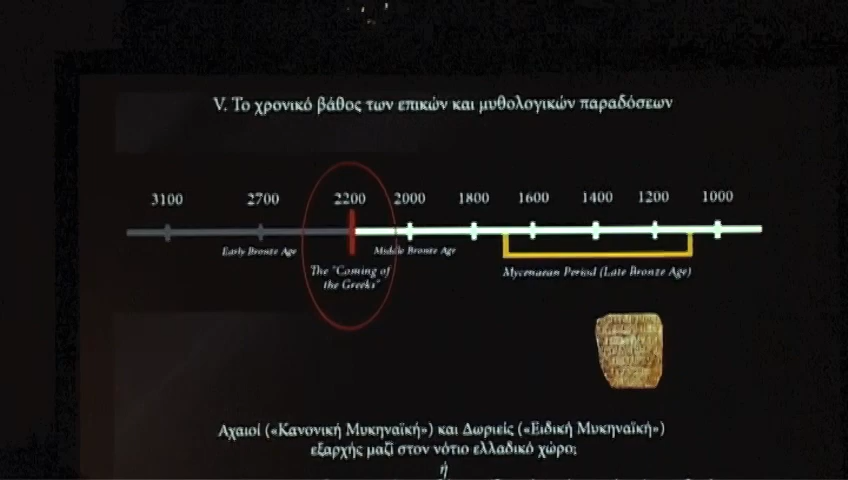 V. Το χρονικό βάθος των επικών και μυθολογικών παραδόσεων
3100 2700 2200 2000 1800 1600 1400 1200 1000
Early Bronze Age Middle Bronze Age
The "Coming of
the Greeks"
Mycenaean Period (Late Bronze Age)
Αχαιοί («Κανονική Μυκηναϊκή») και Δωριείς («Ειδική Μυκηναϊκή»)
εξαρχής μαζί στον νότιο ελλαδικό χώρο;
ή